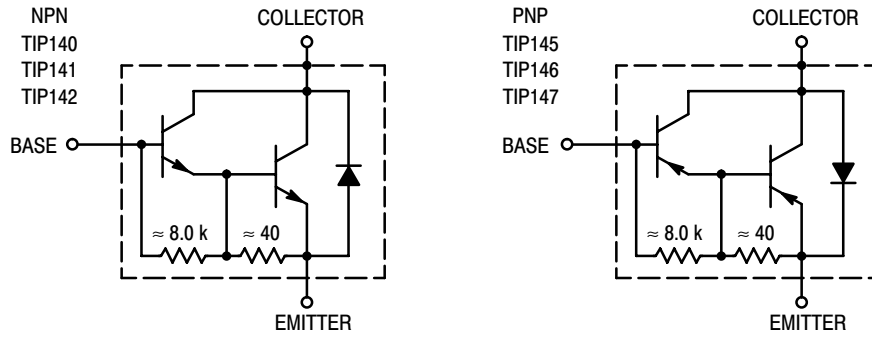 NPN
TIP140
TIP141
TIP142
COLLECTOR
BASE
≈ 8.0 k
≈ 40
EMITTER
PNP
TIP145
TIP146
TIP147
COLLECTOR
BASE
≈ 8.0 k
≈ 40
EMITTER